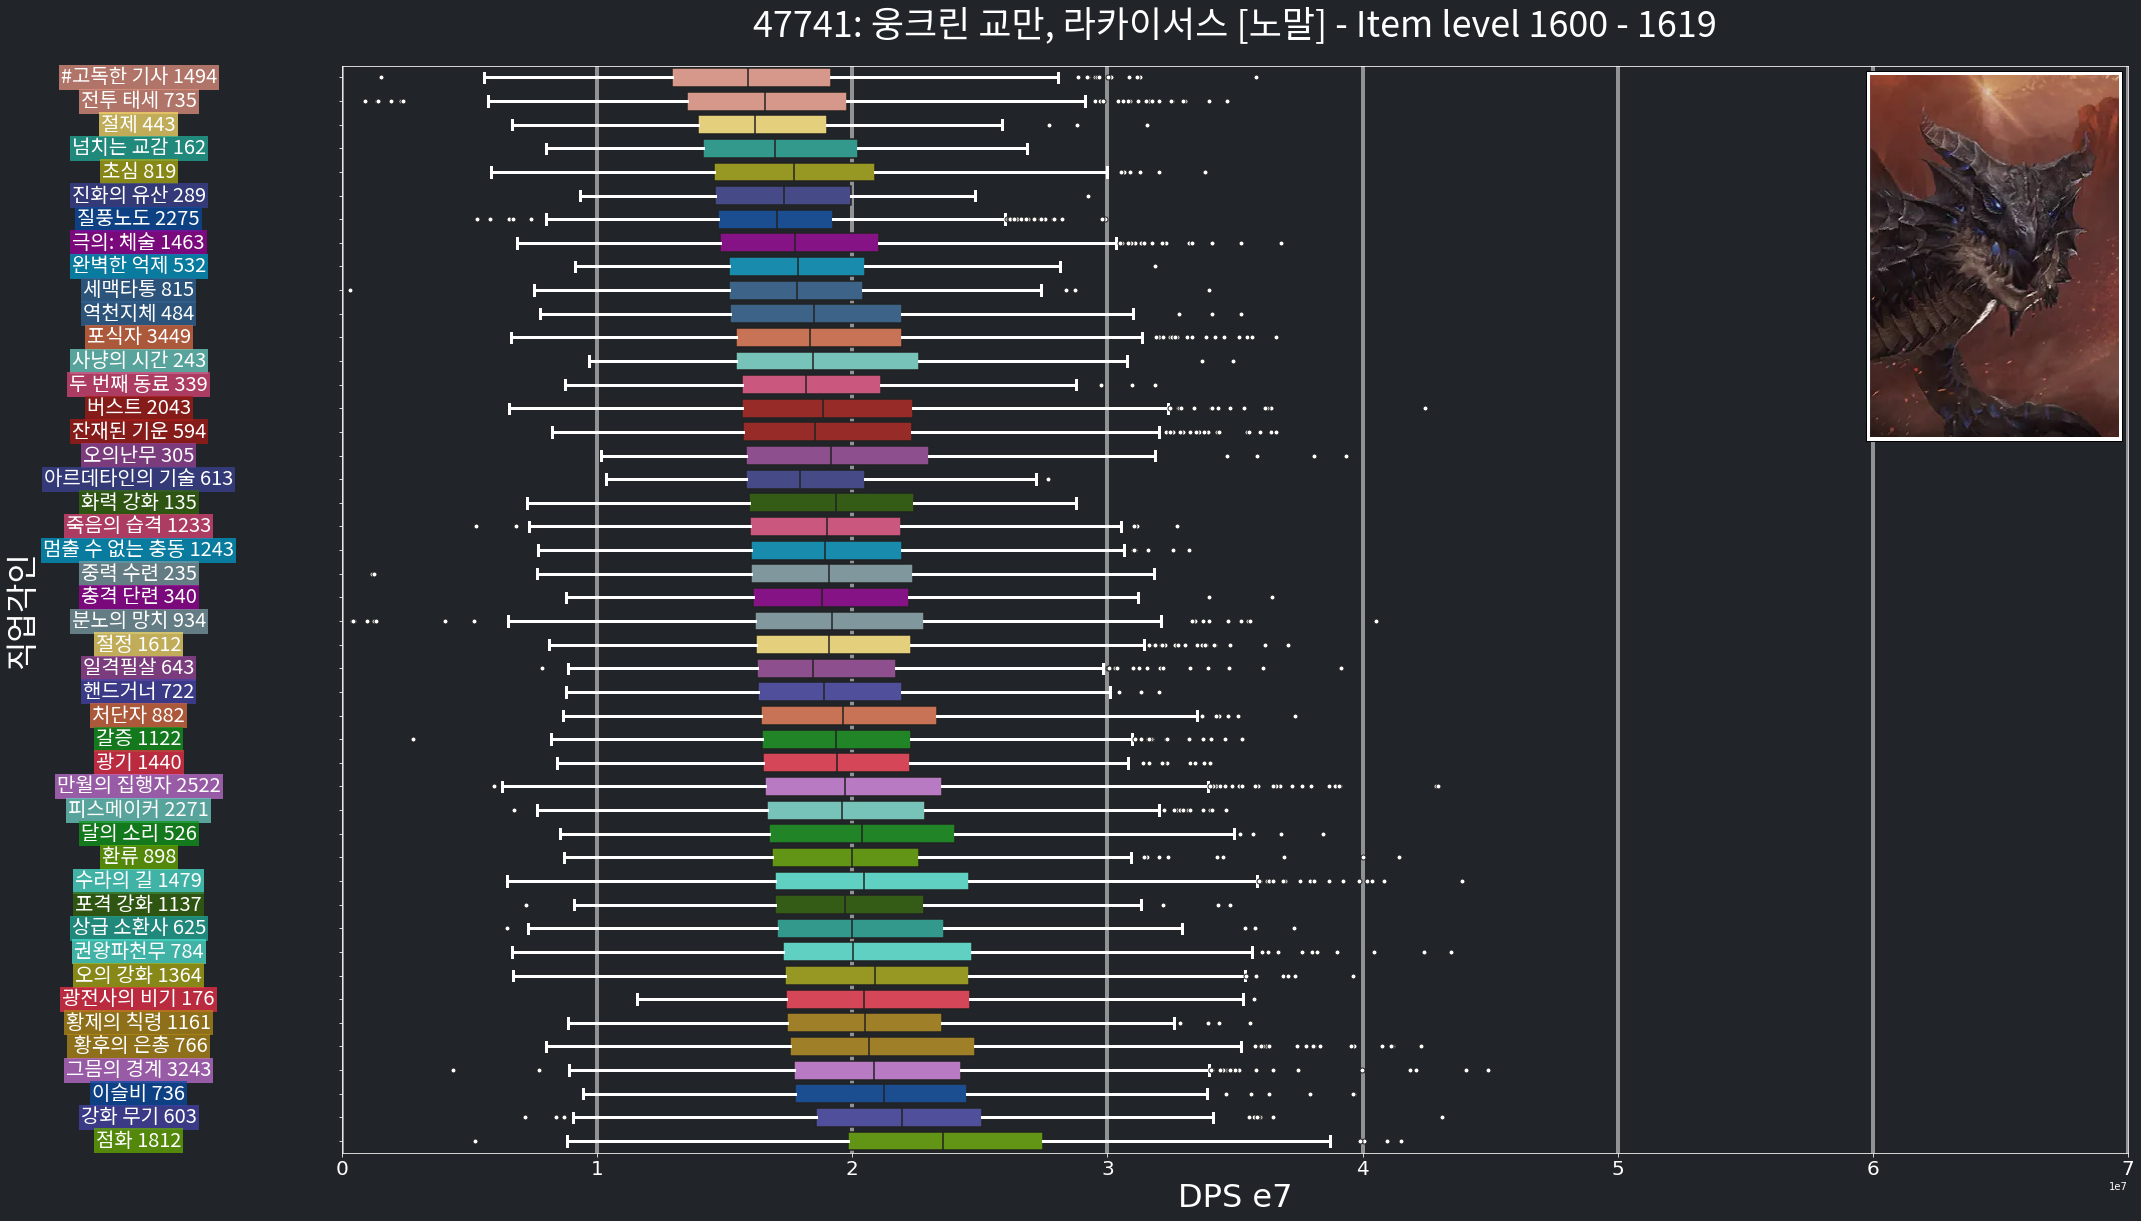 47741: 웅크린 교만, 라카이서스 [노말] - Item level 1600 - 1619
#고독한 기사 1494
전투 태세 735
절제 443
넘치는 교감 162
초심 819
진화의 유산 289
질풍노도 2275
극의: 체술 1463
완벽한 억제 532
세맥타통 815
역천지체 484
포식자 3449
사냥의 시간 243
두 번째 동료 339
버스트 2043
잔재된 기운 594
오의난무 305
아르데타인의 기술 613
화력 강화 135
죽음의 습격 1233
멈출 수 없는 충동 1243
중력 수련 235
충격 단련 340
분노의 망치 934
절정 1612
일격필살 643
핸드거너 722
처단자 882
갈증 1122
광기 1440
만월의 집행자 2522
피스메이커 2271
달의 소리 526
환류 898
수라의 길 1479
포격 강화 1137
상급 소환사 625
권왕파천무 784
오의 강화 1364
광전사의 비기 176
황제의 칙령 1161
황후의 은총 766
그믐의 경계 3243
이슬비 736
강화 무기 603
점화 1812
직업각인
0 1 2 3 4 5 6 7
DPS e7
1e7